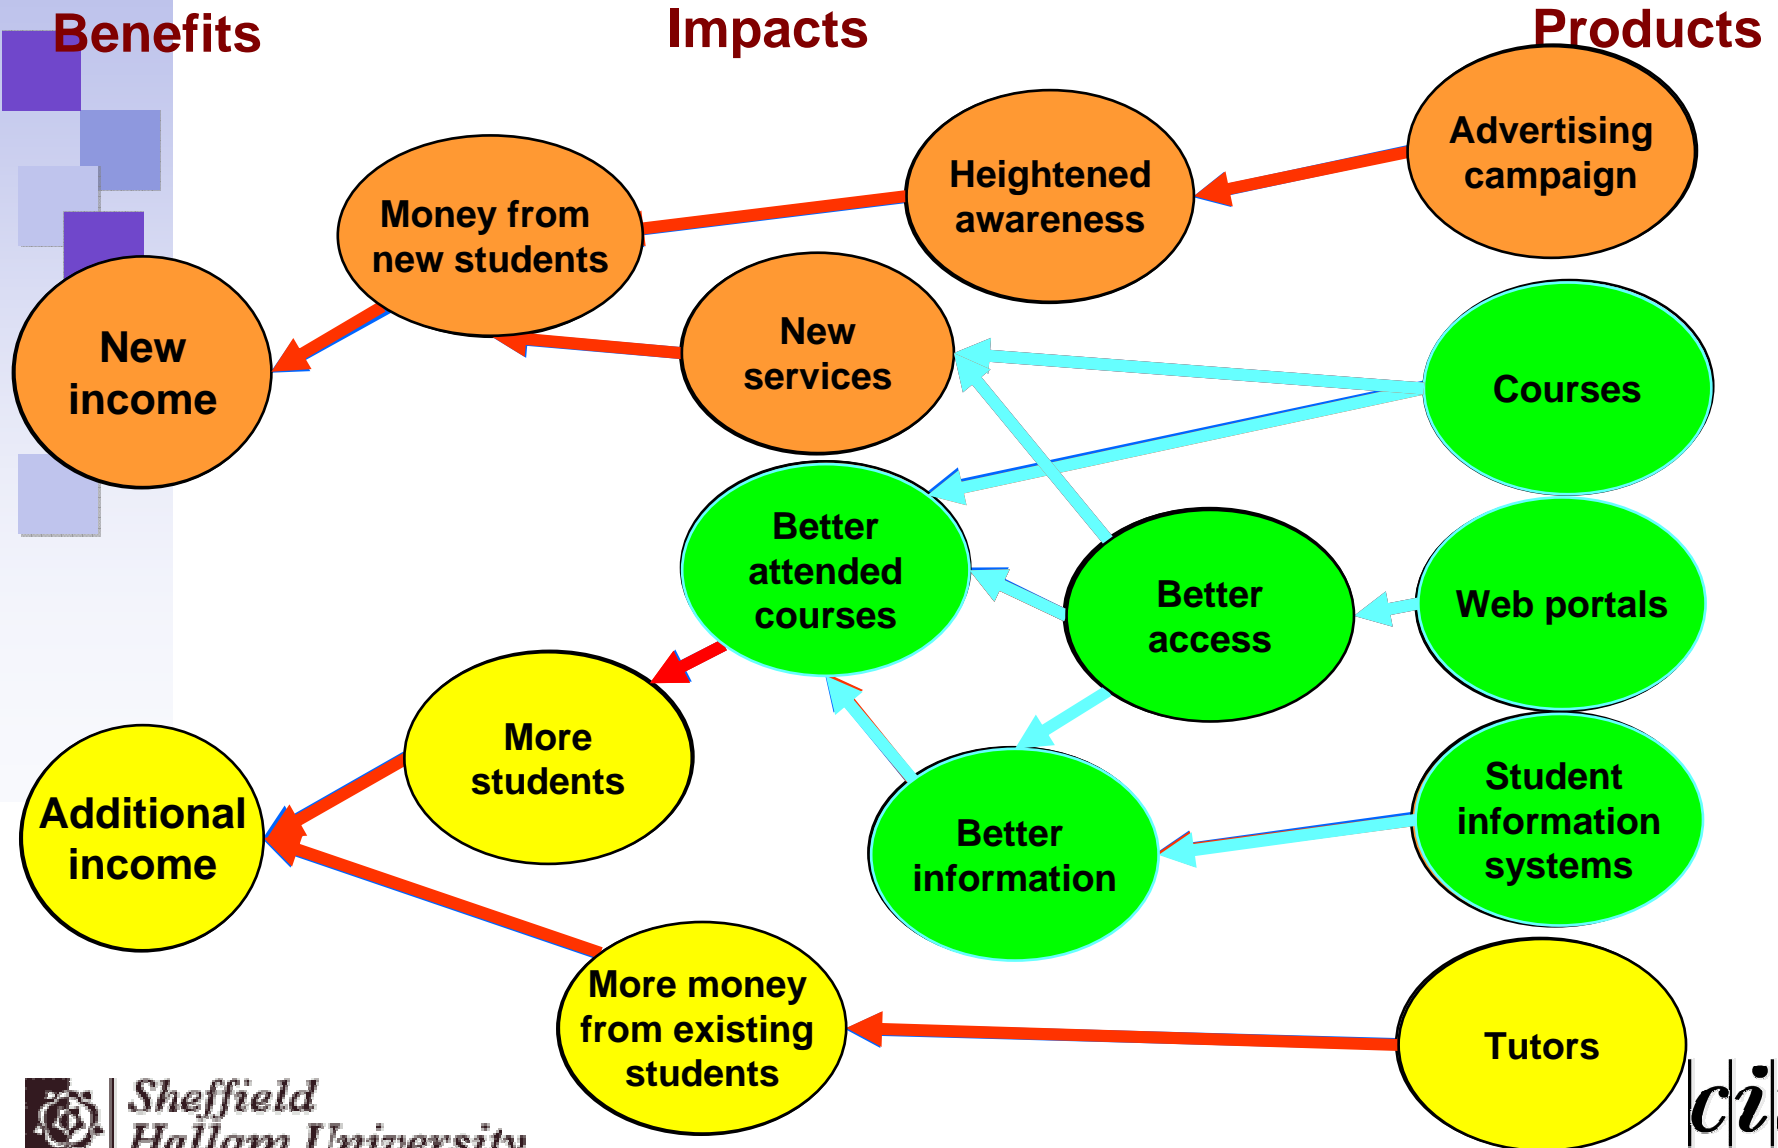 Benefits
Impacts
Products
Advertising
campaign
Heightened
awareness
Money from
new students
New
services
New
income
Courses
Better
attended
courses
Better
access
Web portals
More
students
Student
information
systems
Better
information
Additional
income
More money
from existing
students
Tutors
Sheffield
Hallam University